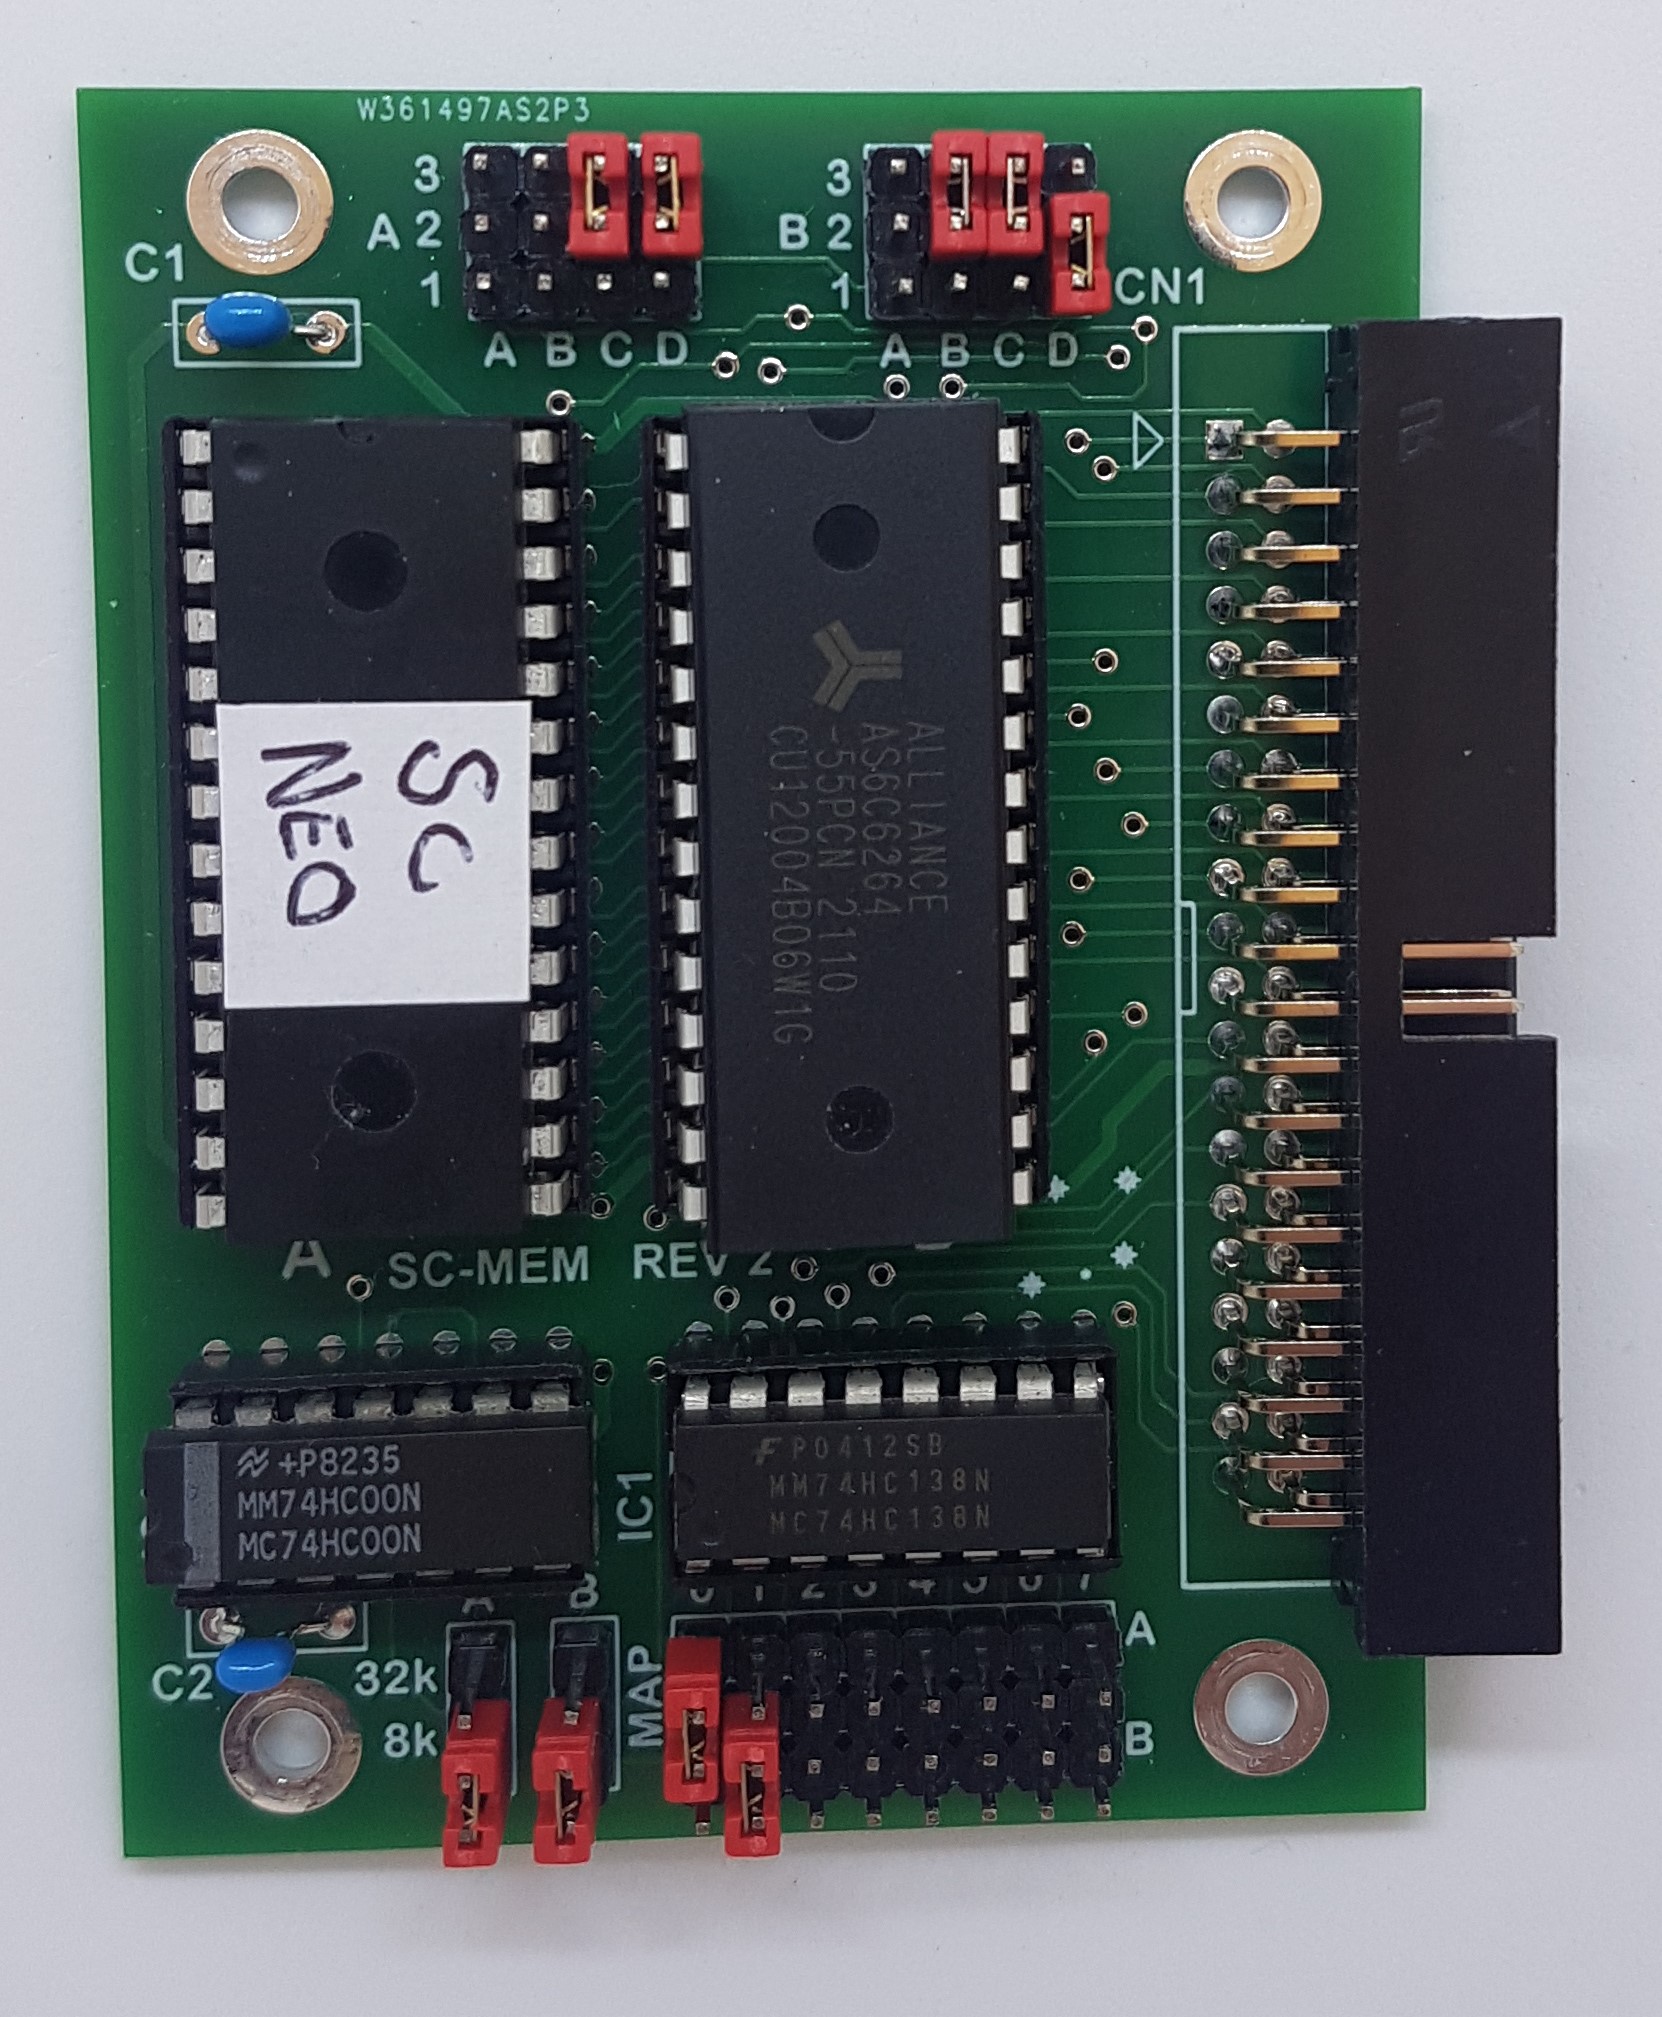 W361497AS2P3
3
A 2
1
A B C D
3
B 2
1
A B C D
CN1
C1
SC
NEO
ALLIANCE
AS6C6264
-55PCN 2110
CU12004B06W1G
A
SC-MEM REV 2
+P8235
MM74HC00N
MC74HC00N
IC1
F P0412SB
MM74HC138N
MC74HC138N
A B
32k
8k
C2
MAP
0 1 2 3 4 5 6 7
A
B